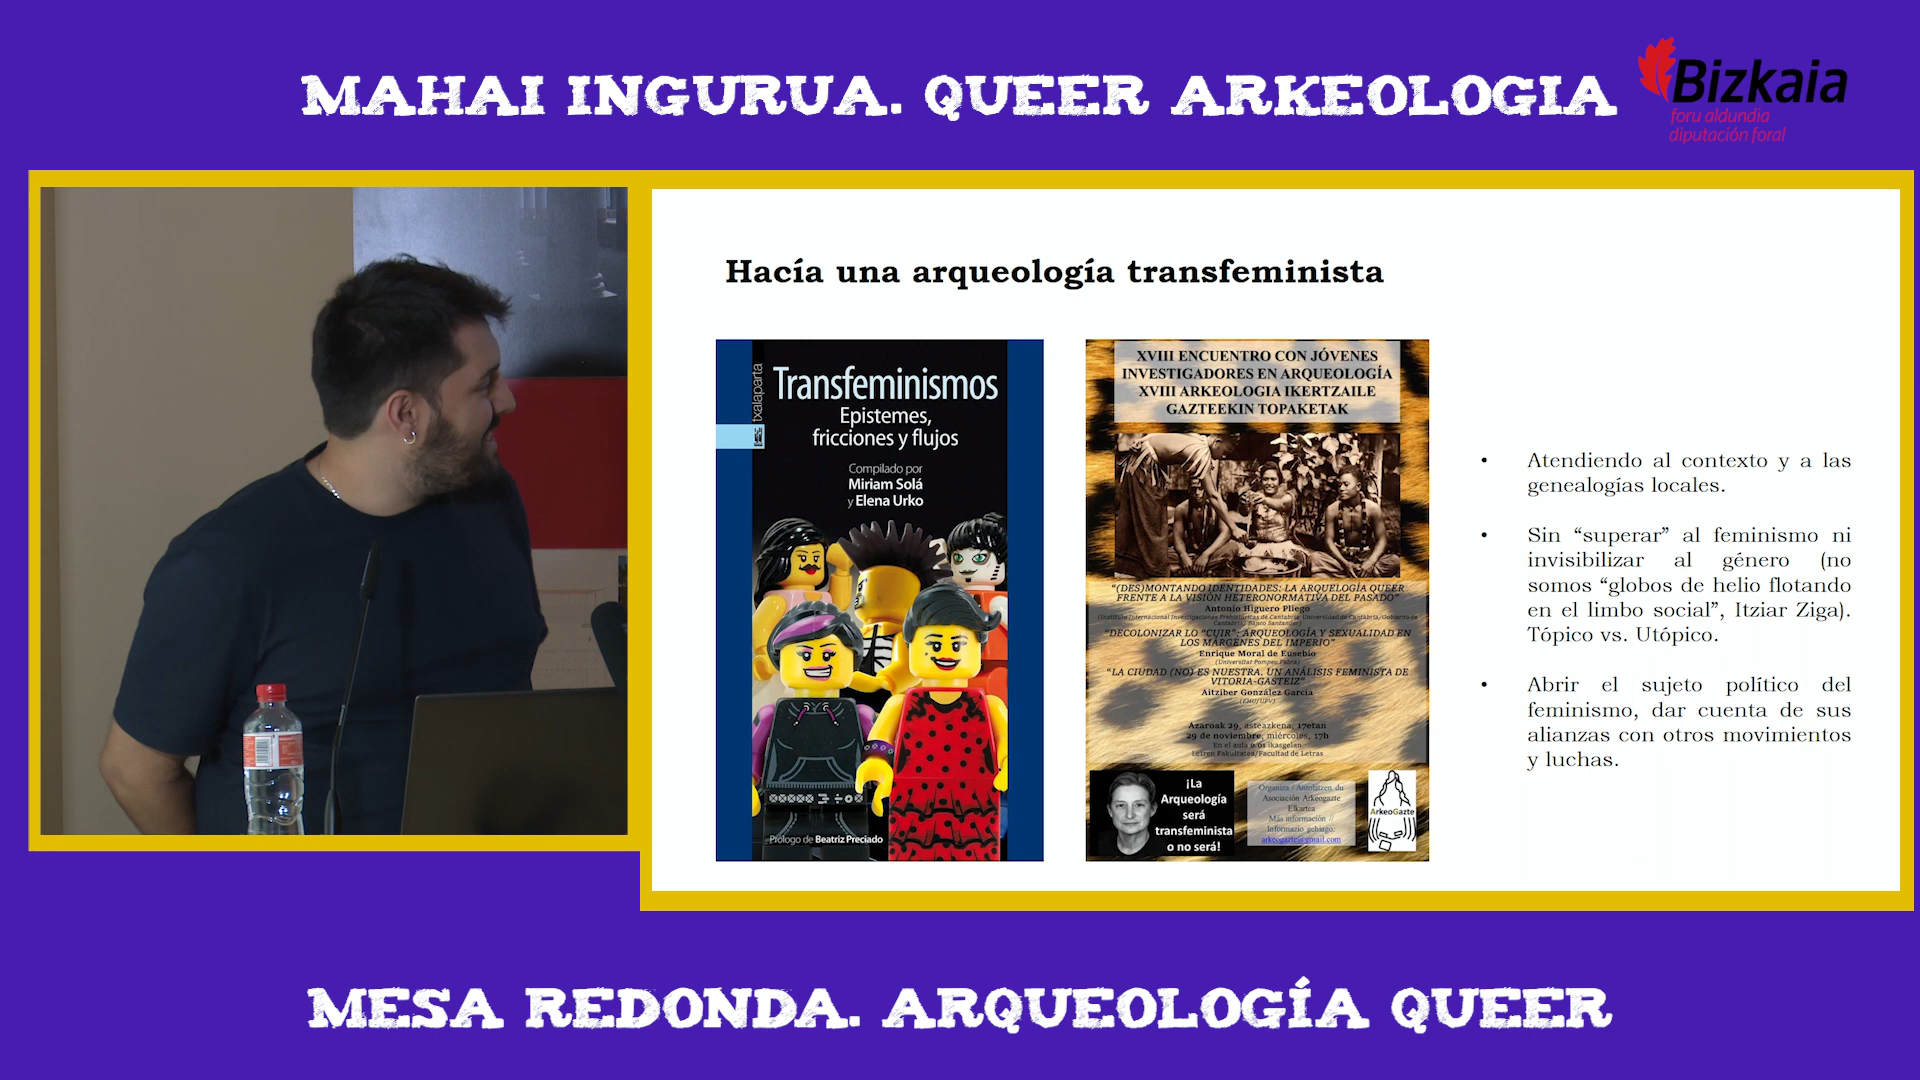 MAHAI INGURUA. QUEER ARKEOLOGIA
Bizkaia
foru aldundia
diputación foral
Hacía una arqueología transfeminista
txalaparta
Transfeminismos
Epistemes,
fricciones y flujos
Compilado por
Miriam Solá
y Elena Urko
Prólogo de Beatriz Preciado
XVIII ENCUENTRO CON JÓVENES
INVESTIGADORES EN ARQUEOLOGÍA
XVIII ARKEOLOGIA IKERTZAILE
GAZTEEKIN TOPAKETAK
"(DES)MONTANDO IDENTIDADES: LA ARQUELOGÍA QUEER
FRENTE A LA VISIÓN HETERONORMATIVA DEL PASADO"
Antonio Higuero Pliego
(Instituto Internacional Investigaciones Prehistóricas de Cantabria-Universidad de Cantabria/Gobierno de
Cantabria/Banco Santander)
"DECOLONIZAR LO "CUIR": ARQUEOLOGÍA Y SEXUALIDAD EN
LOS MÁRGENES DEL IMPERIO"
Enrique Moral de Eusebio
(Universitat Pompeu Fabra)
"LA CIUDAD (NO) ES NUESTRA. UN ANÁLISIS FEMINISTA DE
VITORIA-GASTEIZ"
Aitziber González García
(EHU/UPV)
Azaroak 29, asteazkena, 17etan
29 de noviembre, miércoles, 17h
En el aula 0.01 ikasgelan
Letren Fakultatea/Facultad de Letras
¡La
Arqueología
será
transfeminista
o no será!
Organiza / Antolatzen du
Asociación Arkeogazte
Elkartea
Más información //
Informazio gehiago:
arkeogazte@gmail.com
ArkeoGazte
• Atendiendo al contexto y a las
genealogías locales.
• Sin “superar” al feminismo ni
invisibilizar al género (no
somos “globos de helio flotando
en el limbo social”, Itziar Ziga).
Tópico vs. Utópico.
• Abrir el sujeto político del
feminismo, dar cuenta de sus
alianzas con otros movimientos
y luchas.
MESA REDONDA. ARQUEOLOGÍA QUEER